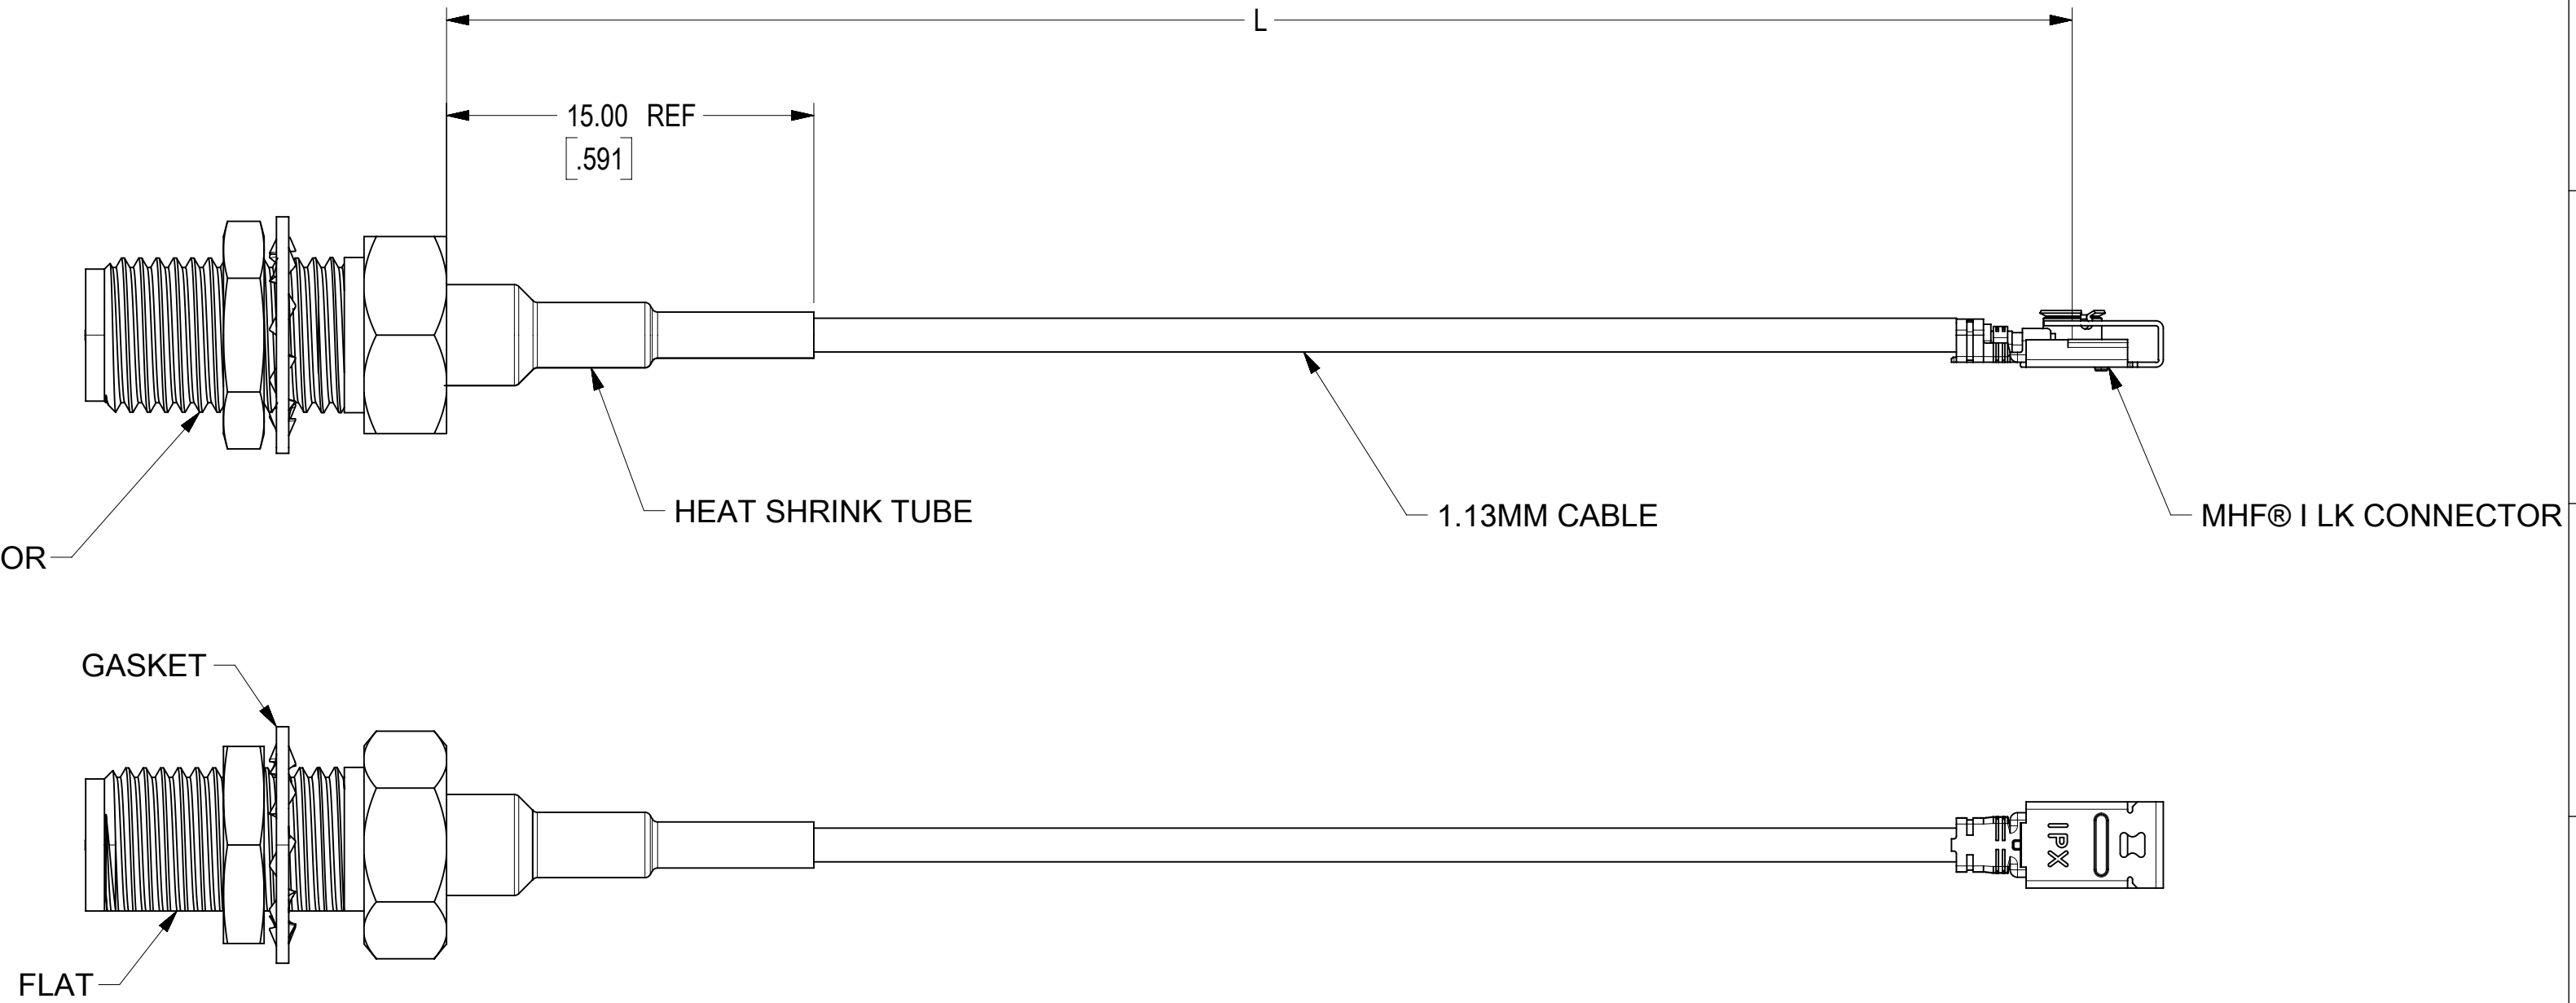 L
15.00 REF
[.591]
HEAT SHRINK TUBE
1.13MM CABLE
MHF® I LK CONNECTOR
OR
GASKET
IPX
FLAT